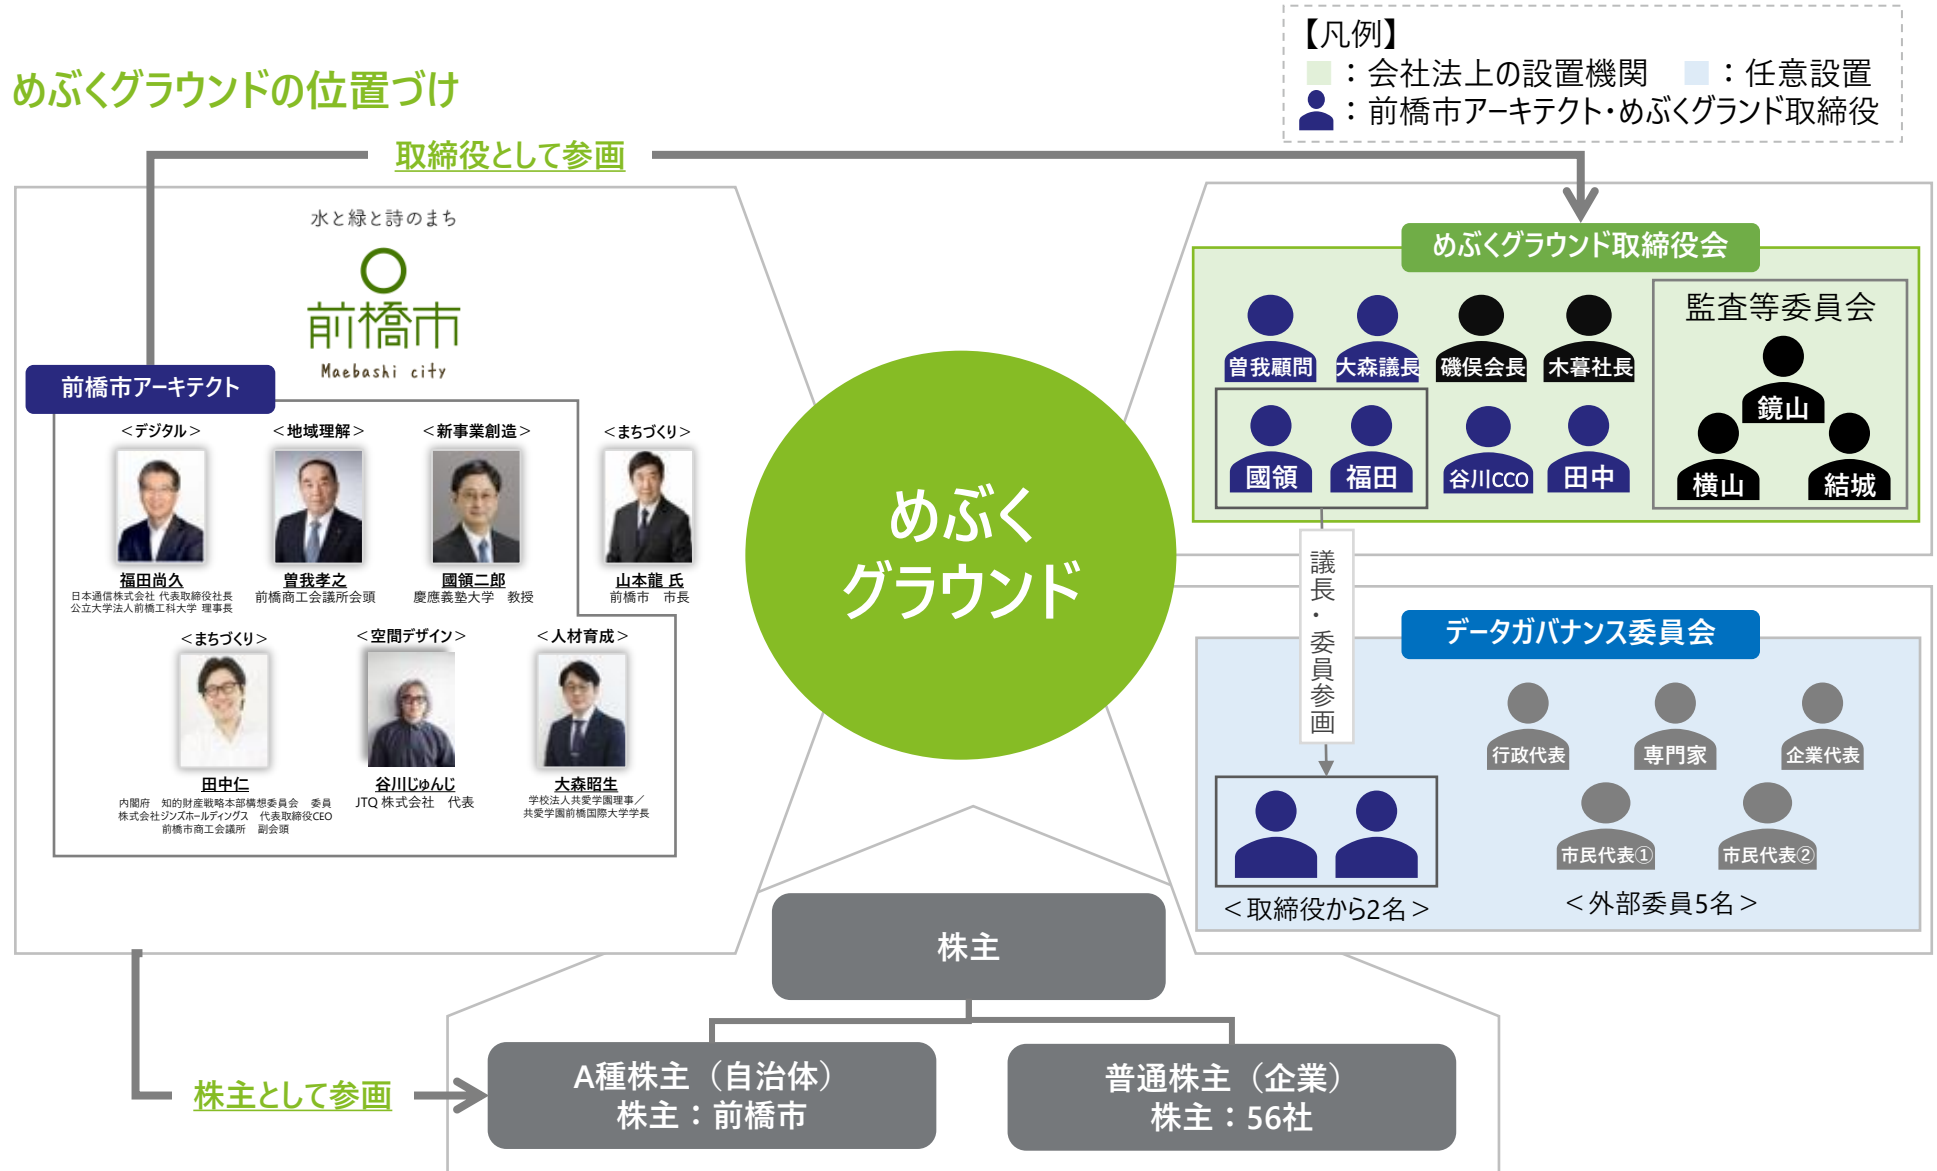 【凡例】
：会社法上の設置機関　：任意設置
：前橋市アーキテクト・めぶくグランド取締役
めぶくグラウンドの位置づけ
取締役として参画
水と緑と詩のまち
前橋市
Maebashi city
前橋市アーキテクト
＜デジタル＞
福田尚久
日本通信株式会社 代表取締役社長
公立大学法人前橋工科大学 理事長
＜地域理解＞
曽我孝之
前橋商工会議所会頭
＜新事業創造＞
國領二郎
慶應義塾大学　教授
＜まちづくり＞
山本龍 氏
前橋市　市長
＜まちづくり＞
田中仁
内閣府　知的財産戦略本部構想委員会　委員
株式会社ジンズホールディングス　代表取締役CEO
前橋市商工会議所　副会頭
＜空間デザイン＞
谷川じゅんじ
JTQ 株式会社　代表
＜人材育成＞
大森昭生
学校法人共愛学園理事／
共愛学園前橋国際大学学長
めぶく
グラウンド
めぶくグラウンド取締役会
曽我顧問
大森議長
磯俣会長
木暮社長
國領
福田
谷川CCO
田中
監査等委員会
鏡山
横山
結城
議長・委員参画
データガバナンス委員会
行政代表
専門家
企業代表
市民代表①
市民代表②
＜取締役から2名＞
＜外部委員5名＞
株主
株主として参画
A種株主（自治体）
株主：前橋市
普通株主（企業）
株主：56社